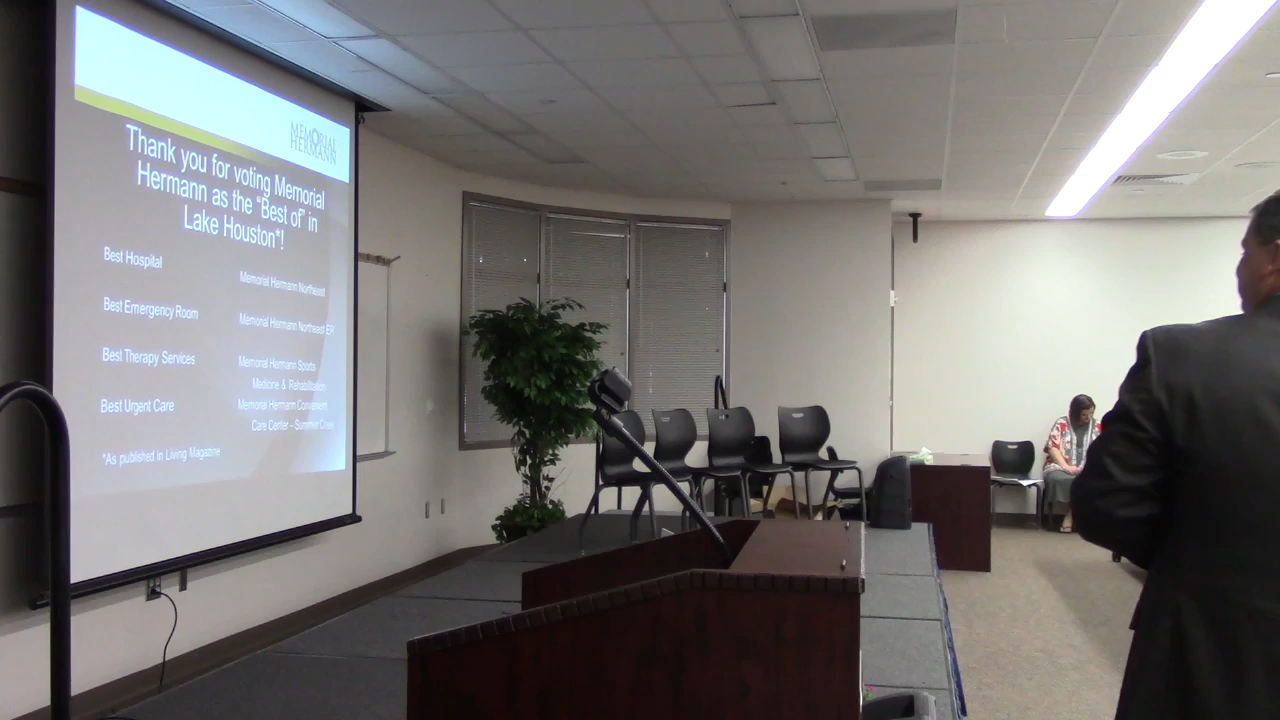 MEMORIAL
HERMANN
Thank you for voting Memorial
Hermann as the "Best of" in
Lake Houston*!
Best Hospital
Memorial Hermann Northeast
Best Emergency Room
Memorial Hermann Northeast ER
Best Therapy Services
Memorial Hermann Sports
Medicine & Rehabilitation
Best Urgent Care
Memorial Hermann Convenient
Care Center – Summer Creek
*As published in Living Magazine